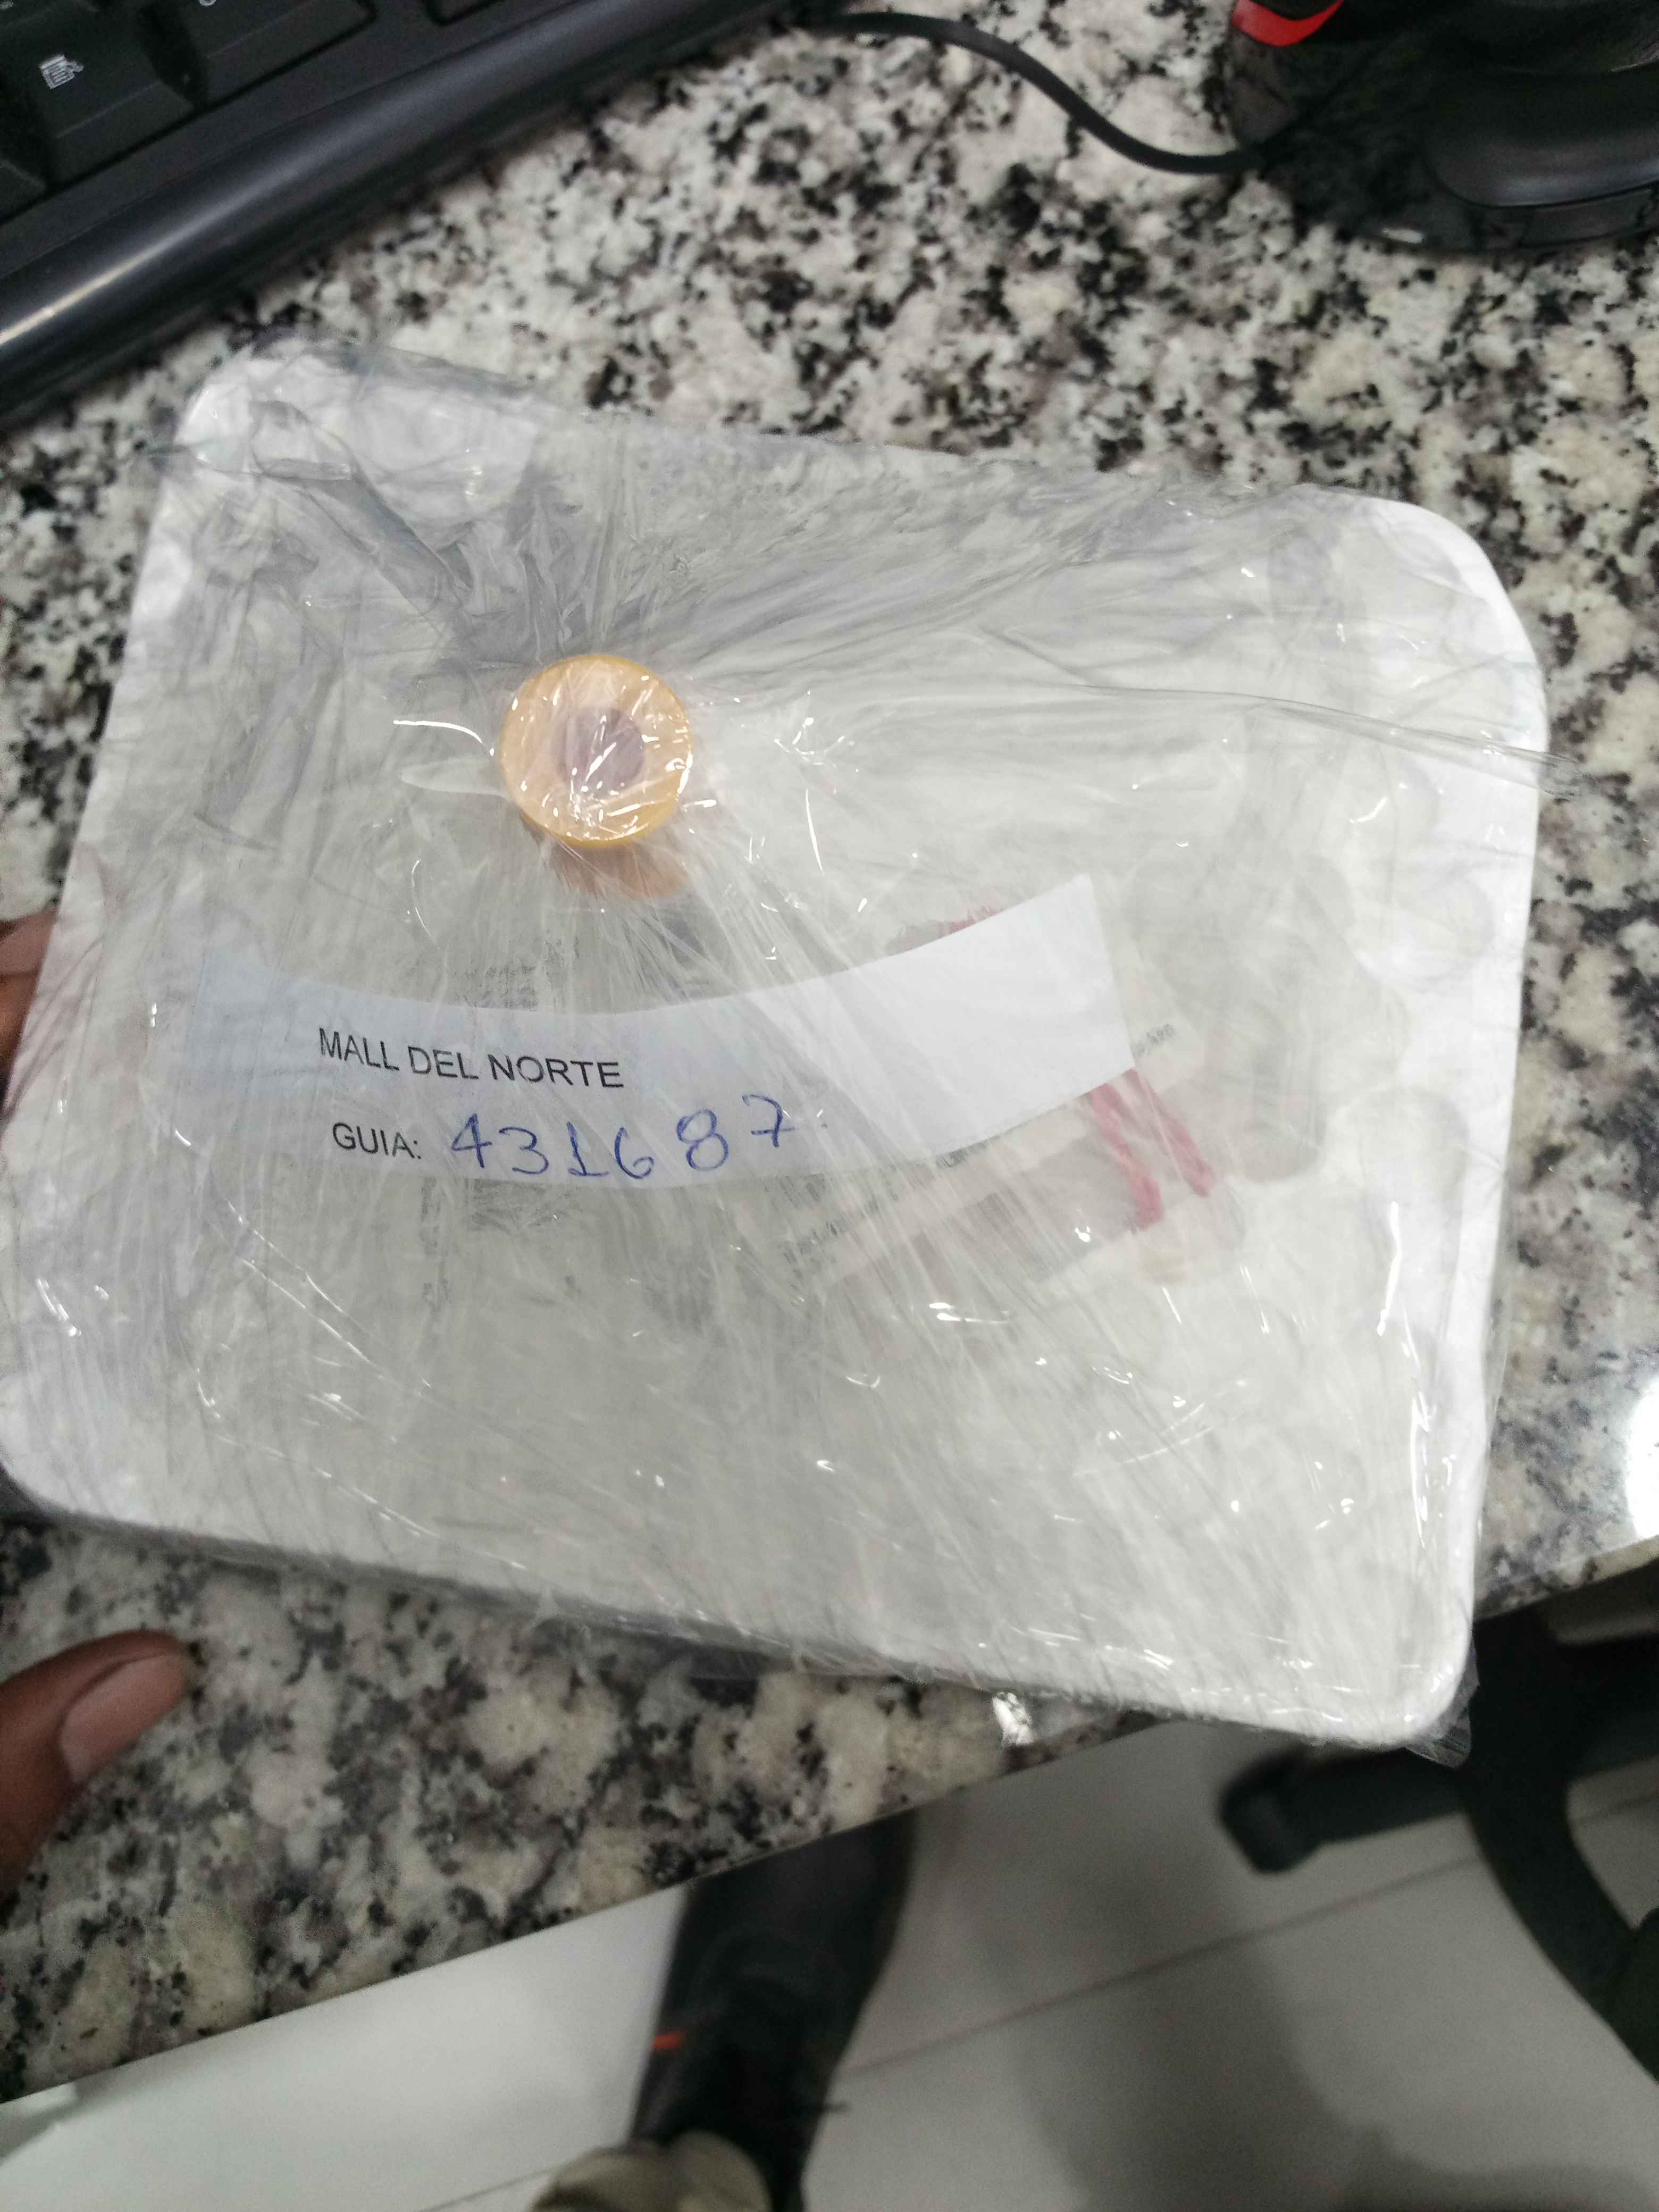 MALL DEL NORTE
GUIA: 431687